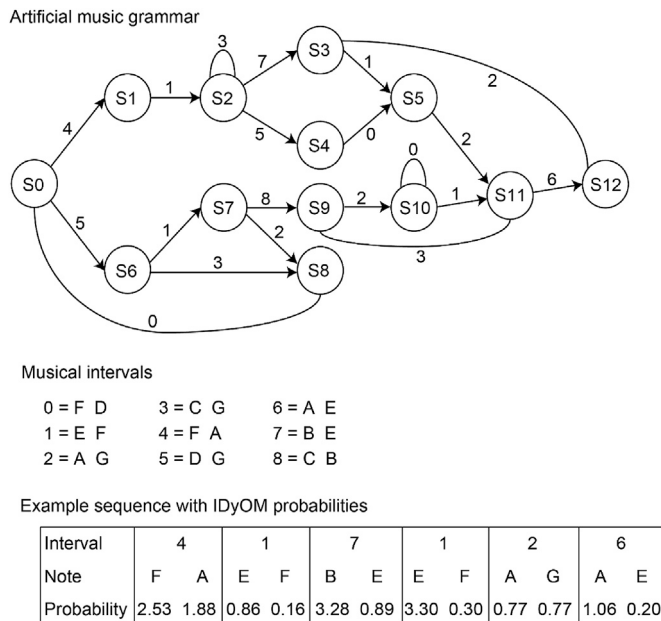 Artificial music grammar
3
2
S3
7
1
S1
1
S2
S5
4
5
0
2
S4
S0
0
6
S12
S11
5
S7
8
S9
2
S10
1
1
2
3
S6
3
S8
0
Musical intervals
0 = F D 3 = C G 6 = A E
1 = E F 4 = F A 7 = B E
2 = A G 5 = D G 8 = C B
Example sequence with IDyOM probabilities
Interval 4 1 7 1 2 6
Note F A E F B E E F A G A E
Probability 2.53 1.88 0.86 0.16 3.28 0.89 3.30 0.30 0.77 0.77 1.06 0.20